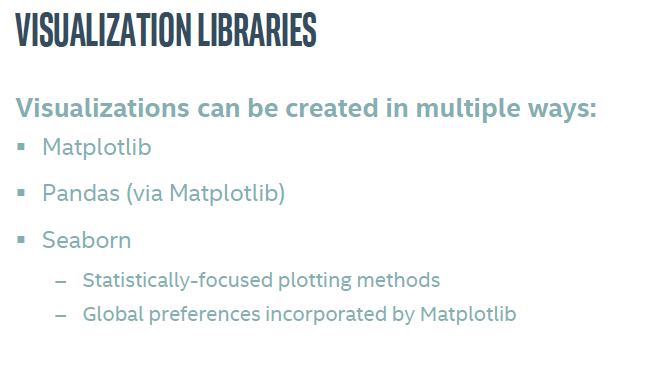 VISUALIZATION LIBRARIES
Visualizations can be created in multiple ways:
▪ Matplotlib
▪ Pandas (via Matplotlib)
▪ Seaborn
– Statistically-focused plotting methods
– Global preferences incorporated by Matplotlib